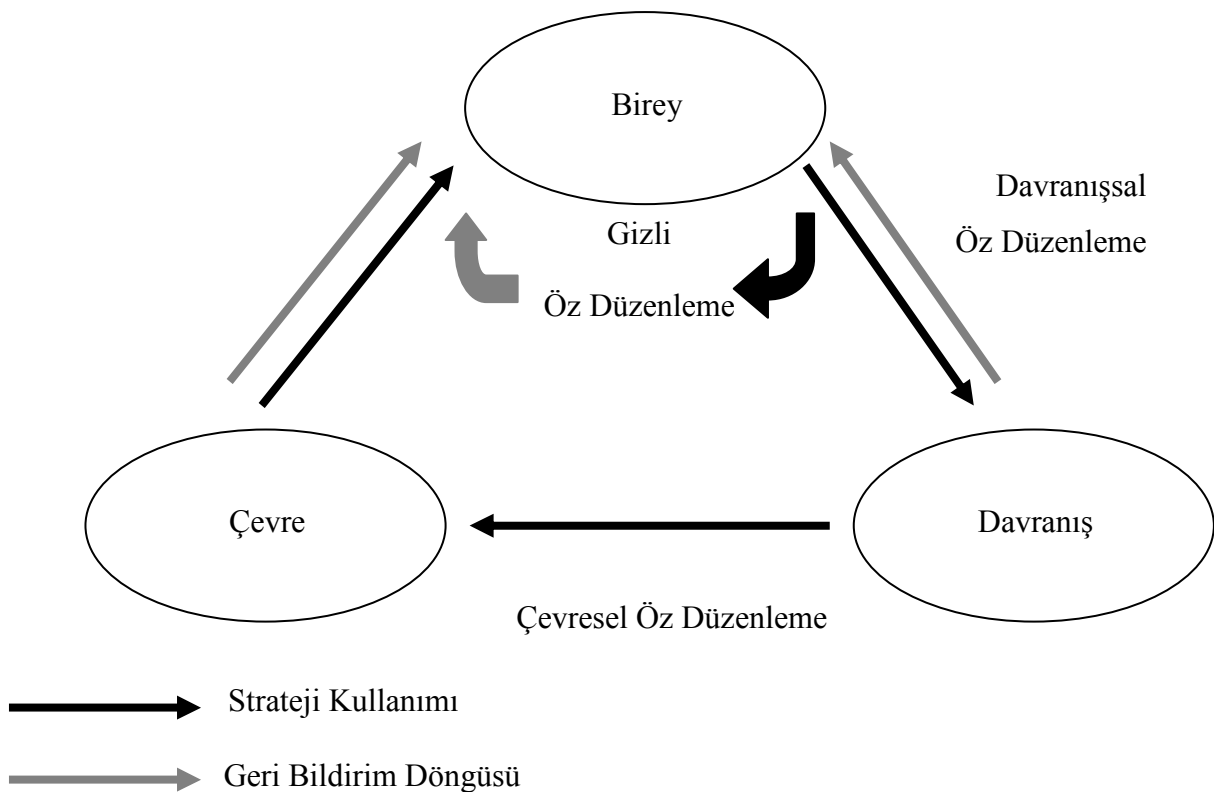 Birey
Davranışsal
Öz Düzenleme
Gizli
Öz Düzenleme
Çevre
Davranış
Çevresel Öz Düzenleme
Strateji Kullanımı
Geri Bildirim Döngüsü